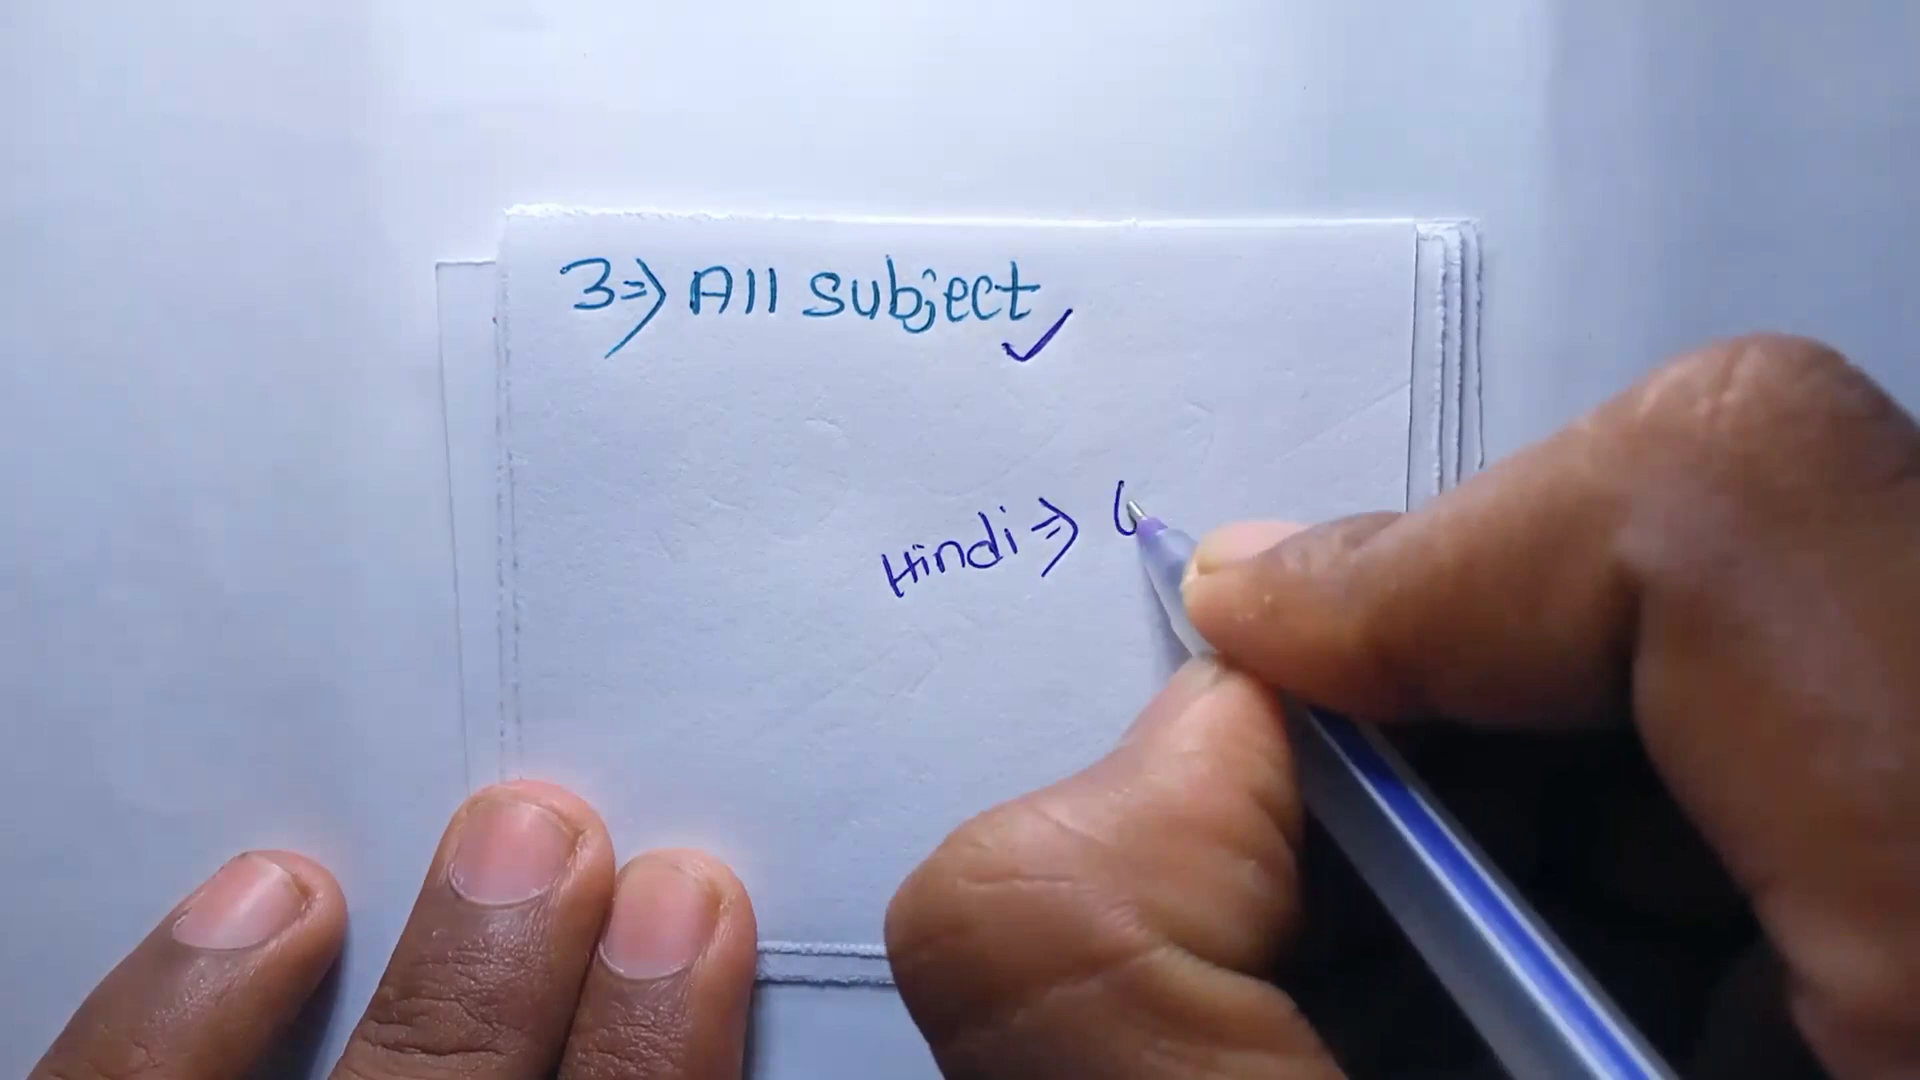 3⇒ All subject ✓
Hindi ⇒